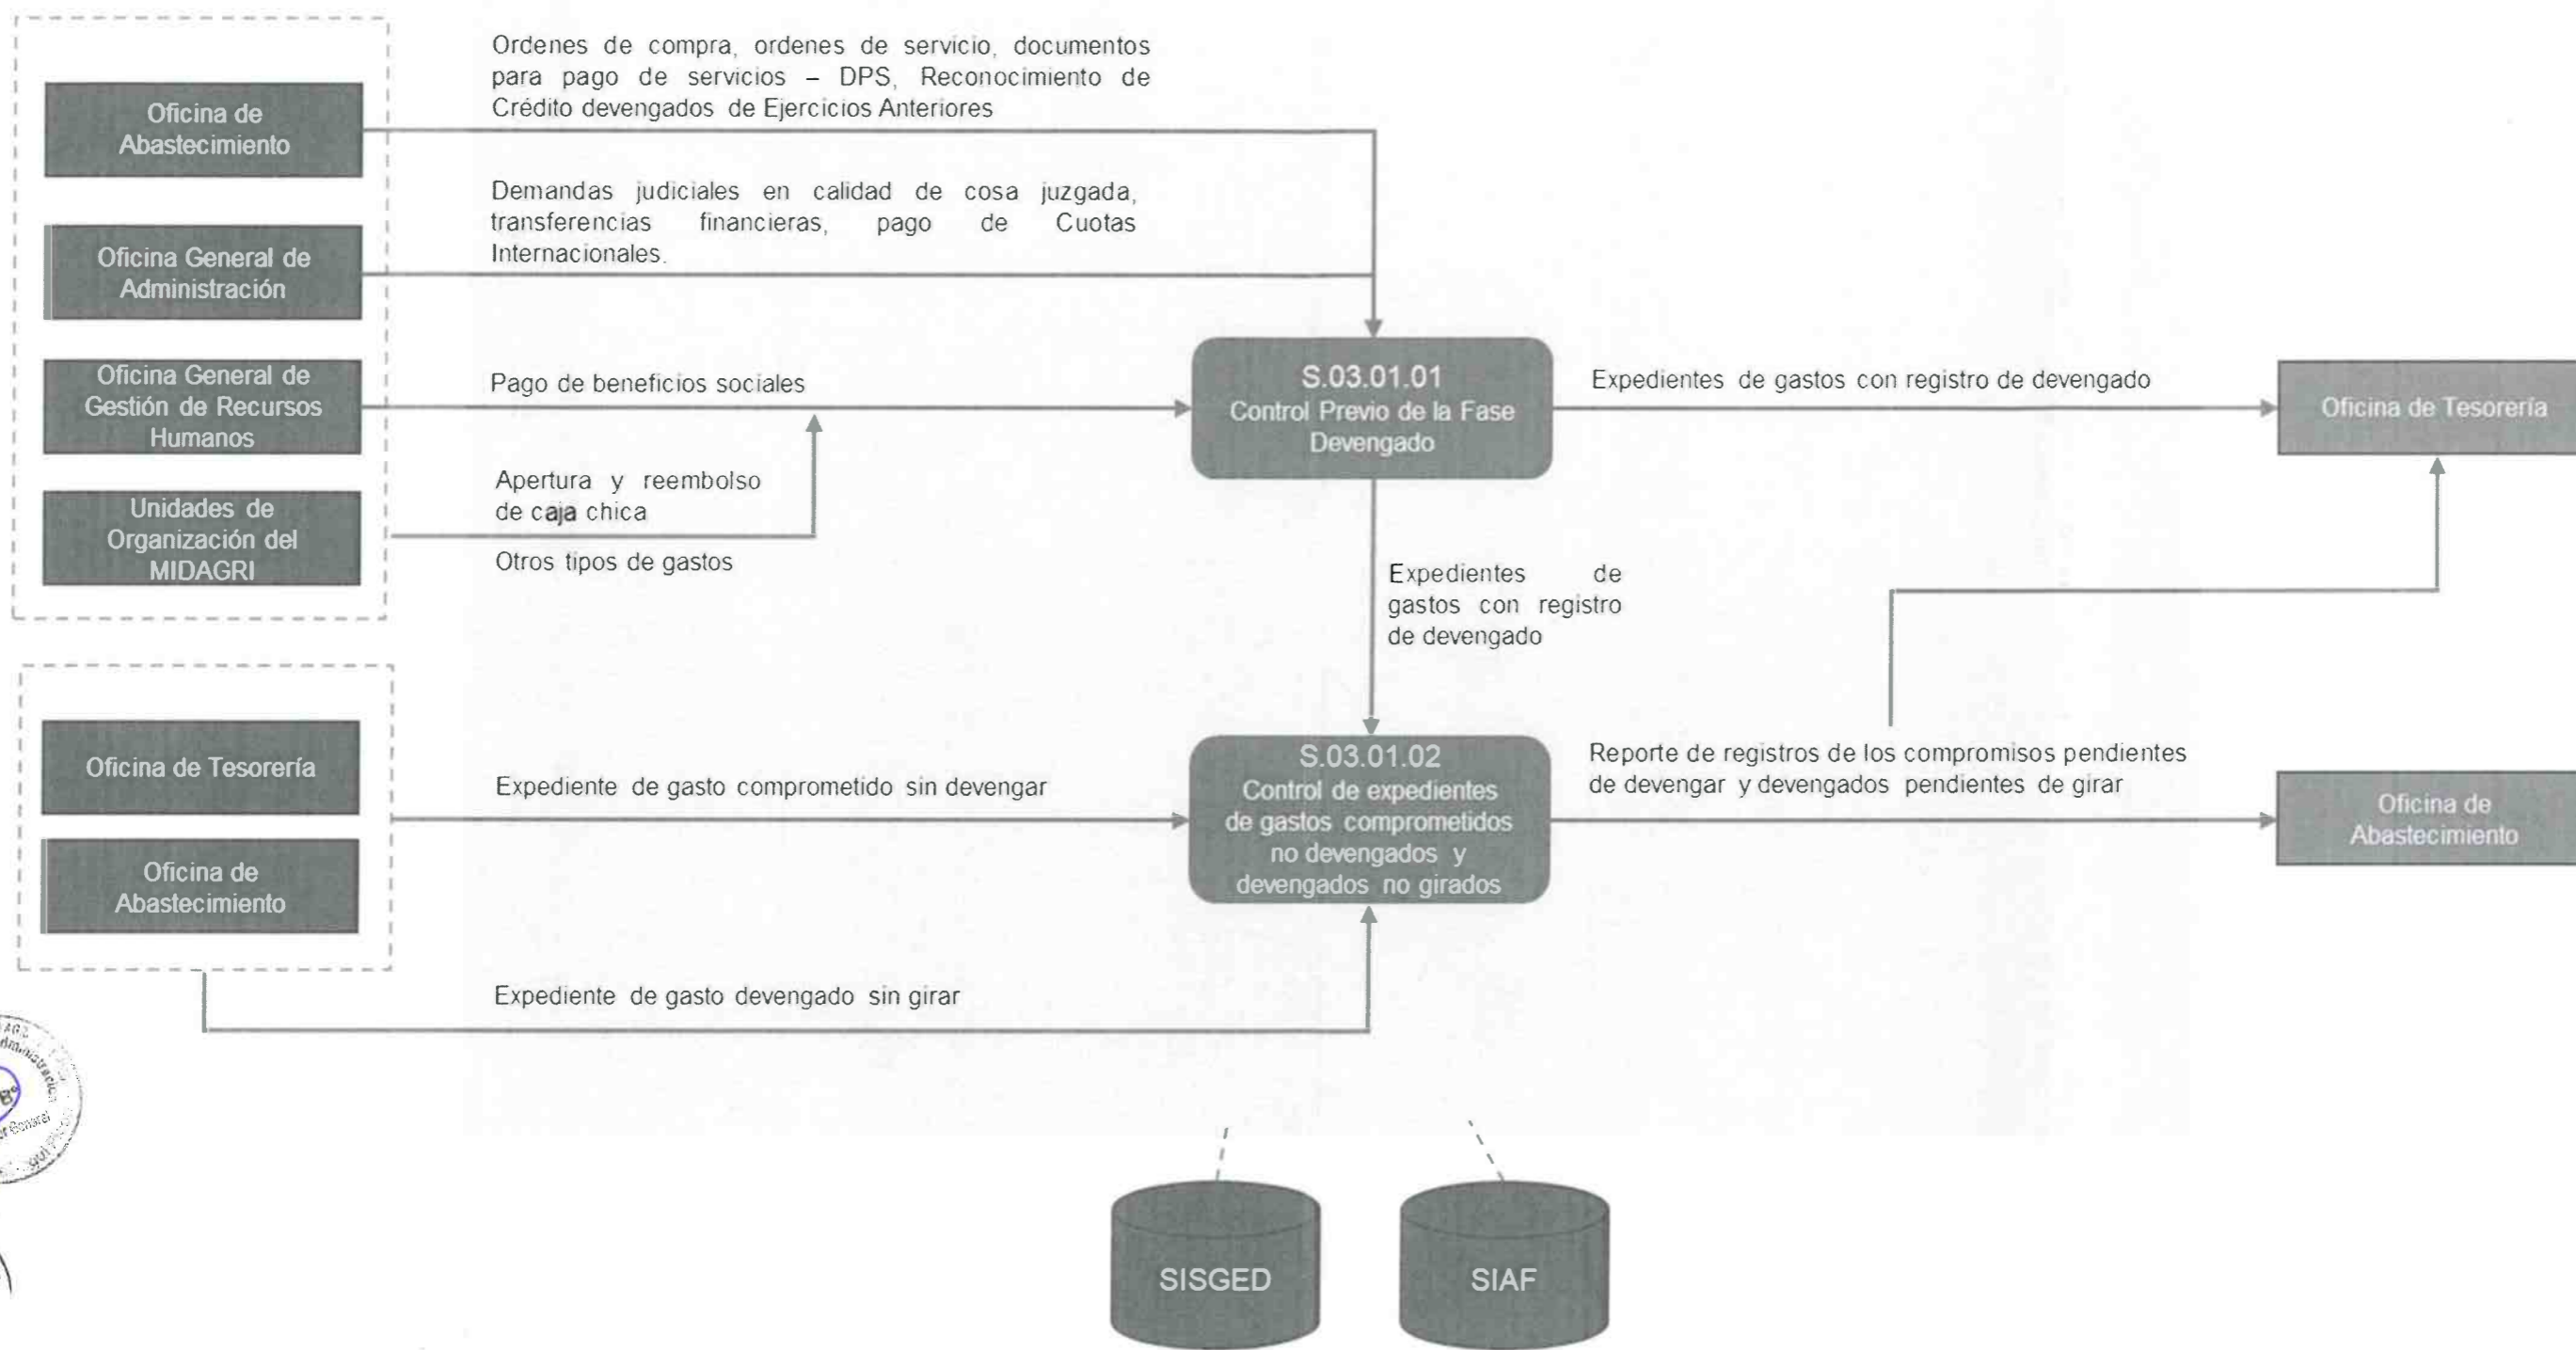 Ordenes de compra, ordenes de servicio, documentos
para pago de servicios – DPS, Reconocimiento de
Crédito devengados de Ejercicios Anteriores
Oficina de
Abastecimiento
Demandas judiciales en calidad de cosa juzgada,
transferencias financieras, pago de Cuotas
Internacionales.
Oficina General de
Administración
Oficina General de
Gestión de Recursos
Humanos
Pago de beneficios sociales
S.03.01.01
Control Previo de la Fase
Devengado
Expedientes de gastos con registro de devengado
Oficina de Tesorería
Apertura y reembolso
de caja chica
Otros tipos de gastos
Unidades de
Organización del
MIDAGRI
Expedientes de
gastos con registro
de devengado
Oficina de Tesorería
Oficina de
Abastecimiento
Expediente de gasto comprometido sin devengar
S.03.01.02
Control de expedientes
de gastos comprometidos
no devengados y
devengados no girados
Reporte de registros de los compromisos pendientes
de devengar y devengados pendientes de girar
Oficina de
Abastecimiento
Expediente de gasto devengado sin girar
SISGED
SIAF